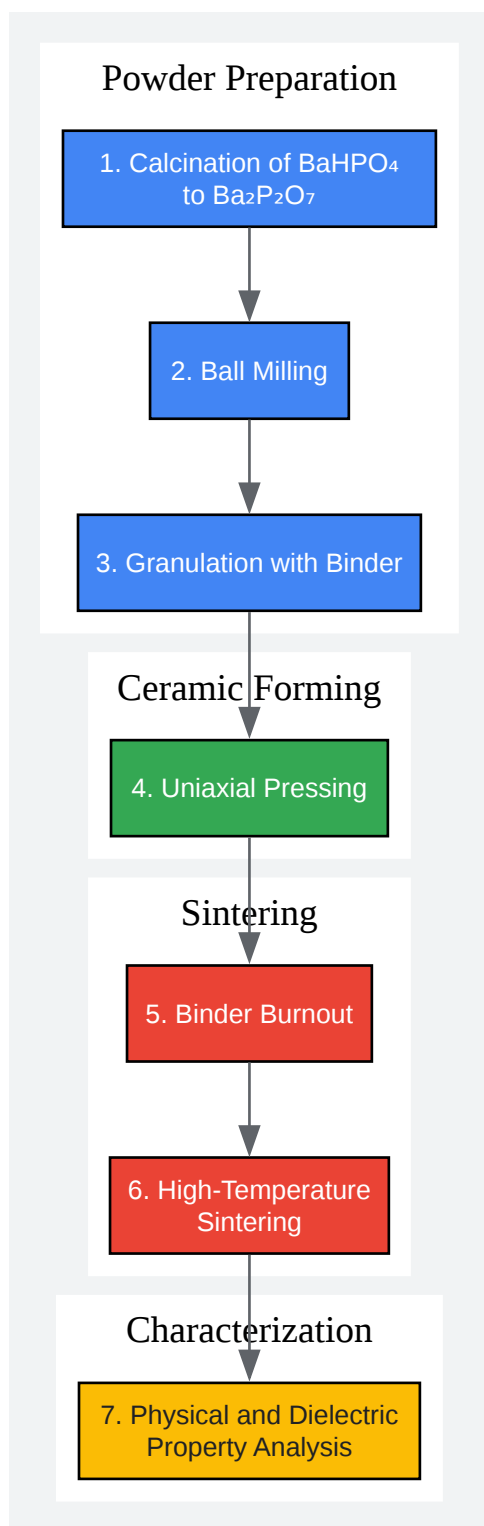 Powder Preparation
1. Calcination of BaHPO₄
to Ba₂P₂O₇
2. Ball Milling
3. Granulation with Binder
Ceramic Forming
4. Uniaxial Pressing
Sintering
5. Binder Burnout
6. High-Temperature
Sintering
Characterization
7. Physical and Dielectric
Property Analysis